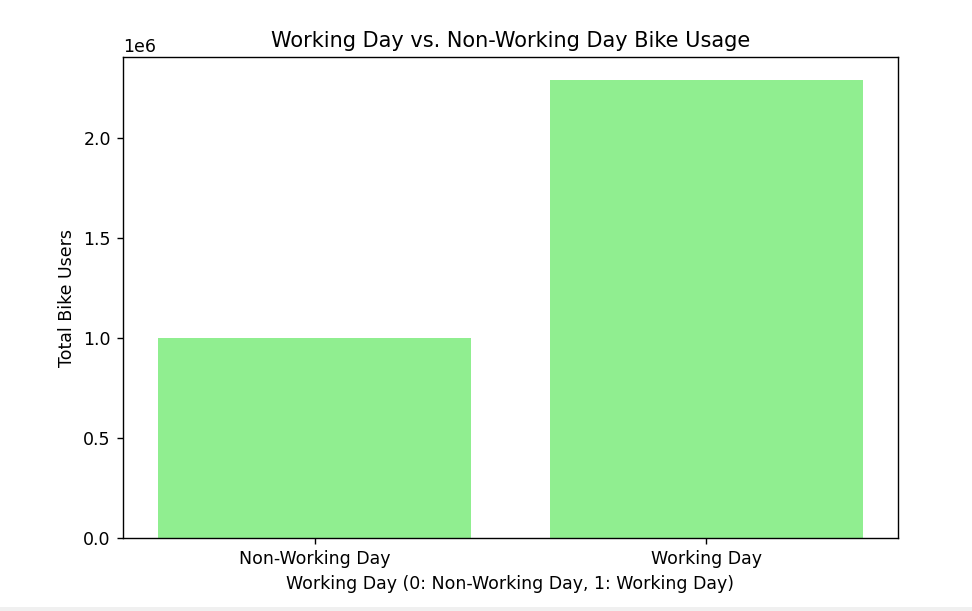 Working Day vs. Non-Working Day Bike Usage
1e6
2.0
1.5
1.0
0.5
0.0
Total Bike Users
Non-Working Day
Working Day
Working Day (0: Non-Working Day, 1: Working Day)